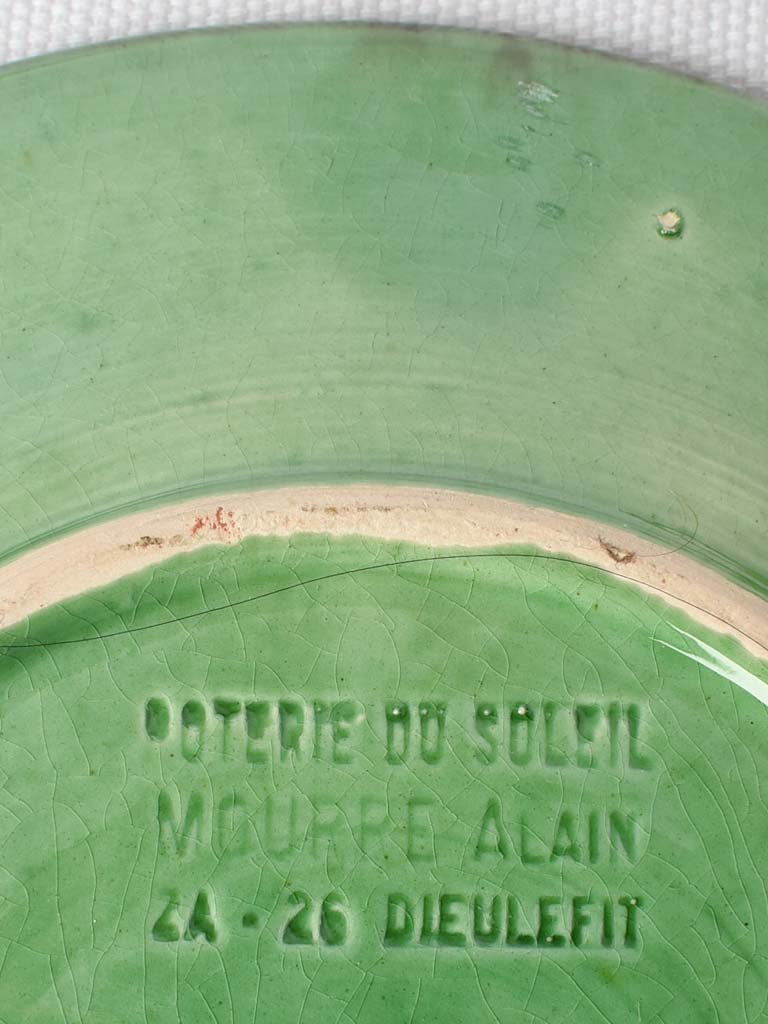 POTERIE DU SOLEIL
MOURRE ALAIN
ZA - 26 DIEULEFIT